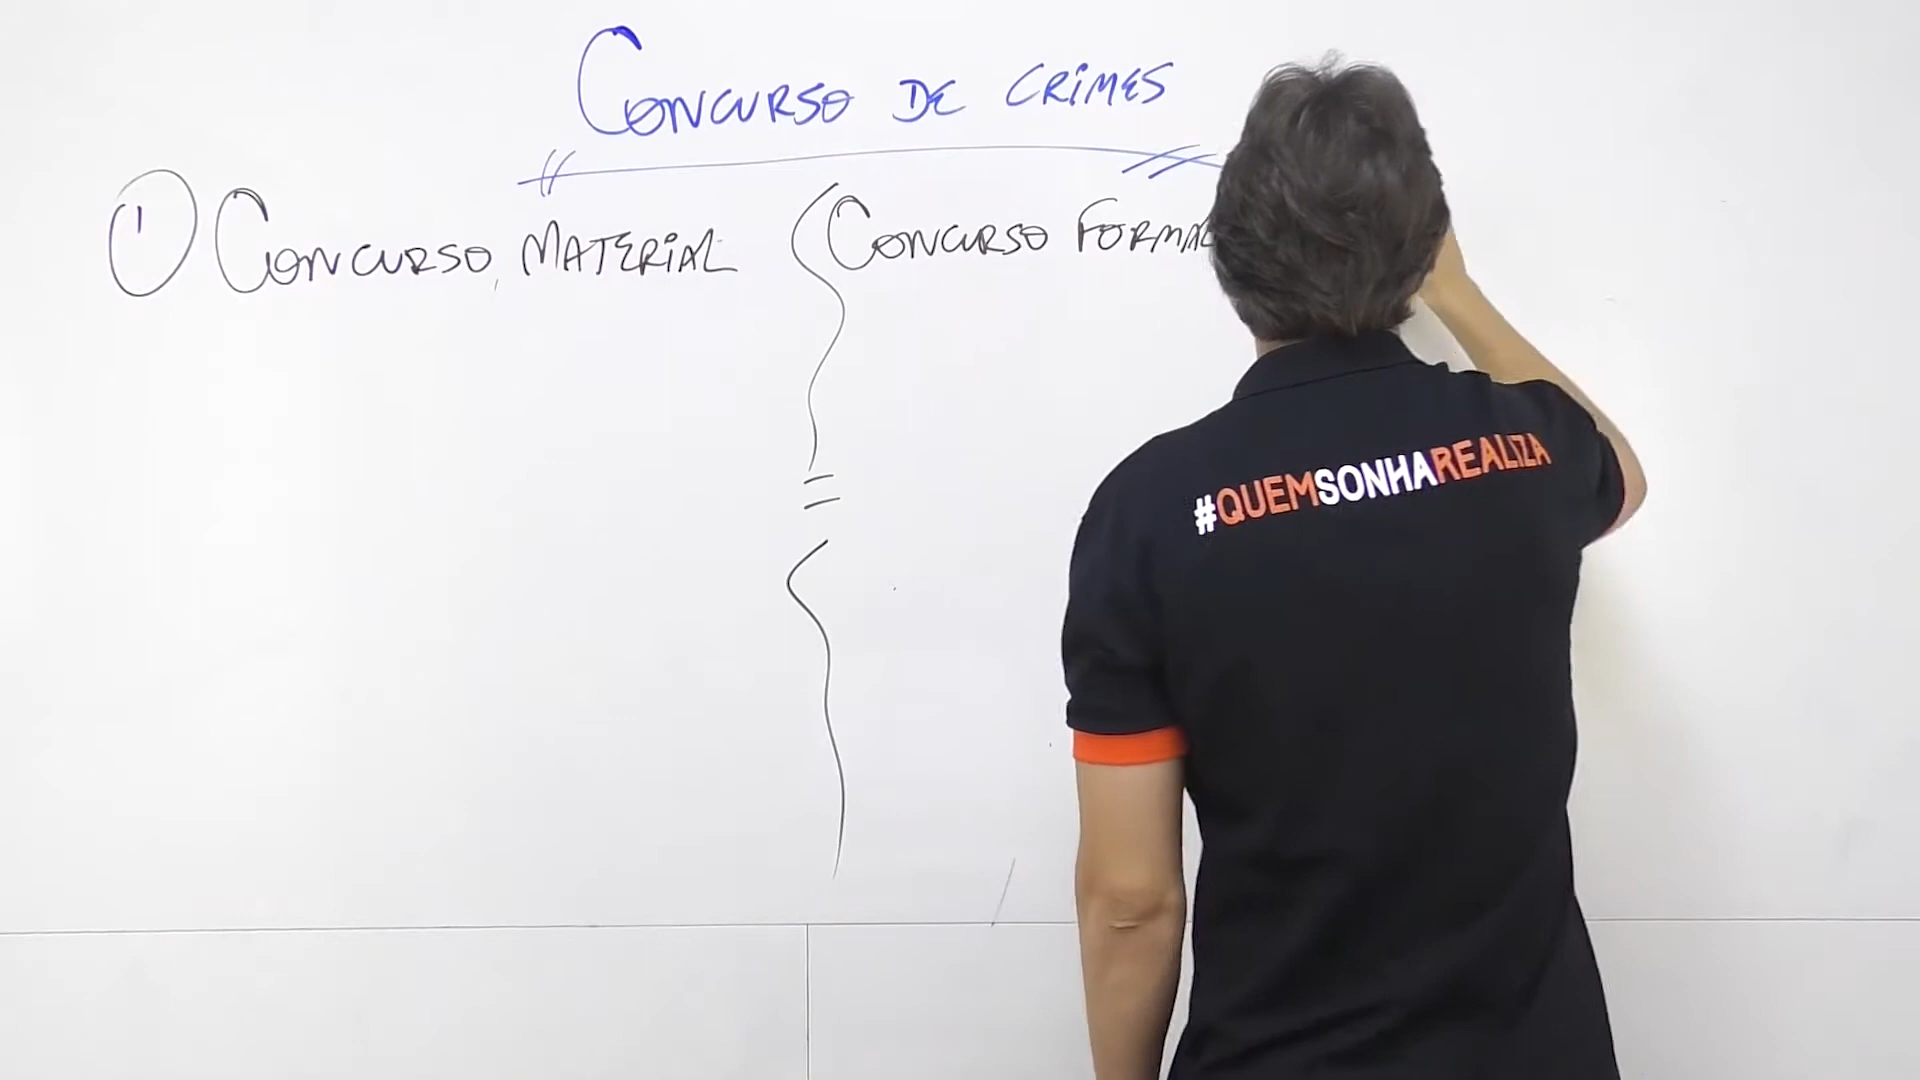 CONCURSO DE CRIMES
1 CONCURSO MATERIAL
CONCURSO FORMAL
#QUEMSONHAREALIZA